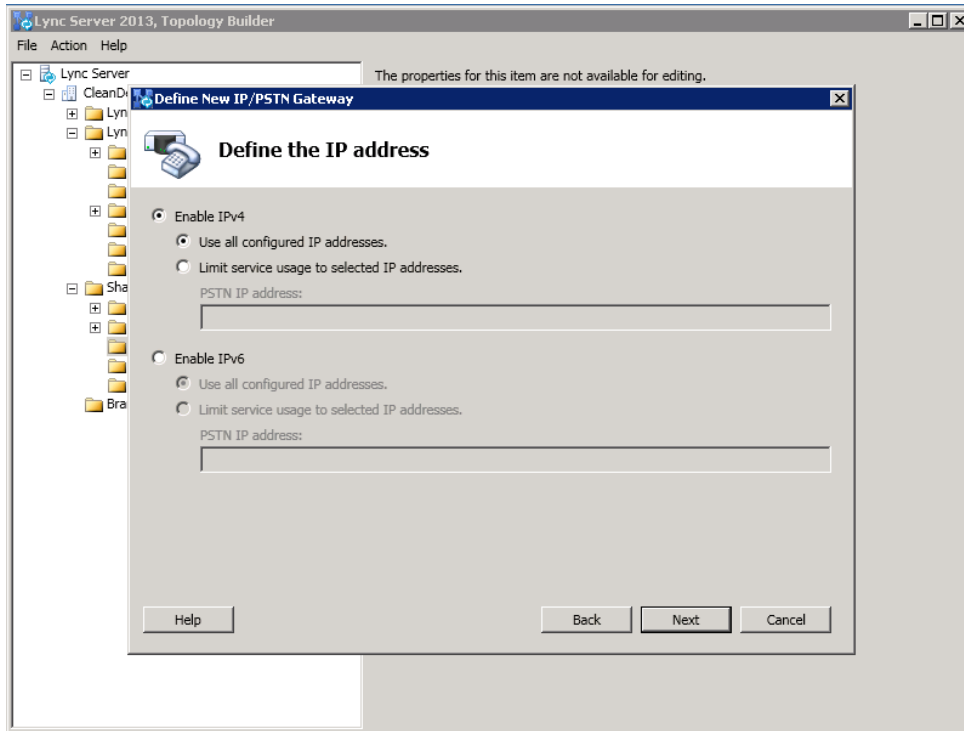 Lync Server 2013, Topology Builder
File Action Help
Lync Server
The properties for this item are not available for editing.
Define New IP/PSTN Gateway
Define the IP address
Enable IPv4
Use all configured IP addresses.
Limit service usage to selected IP addresses.
PSTN IP address:
Enable IPv6
Use all configured IP addresses.
Limit service usage to selected IP addresses.
PSTN IP address:
Help
Back
Next
Cancel